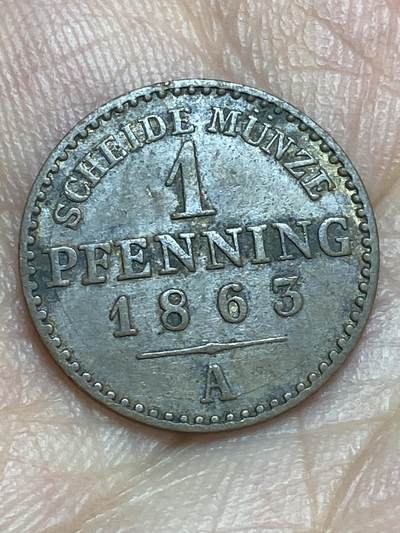 SCHEIDE MÜNZE
1
PFENNING
1863
A